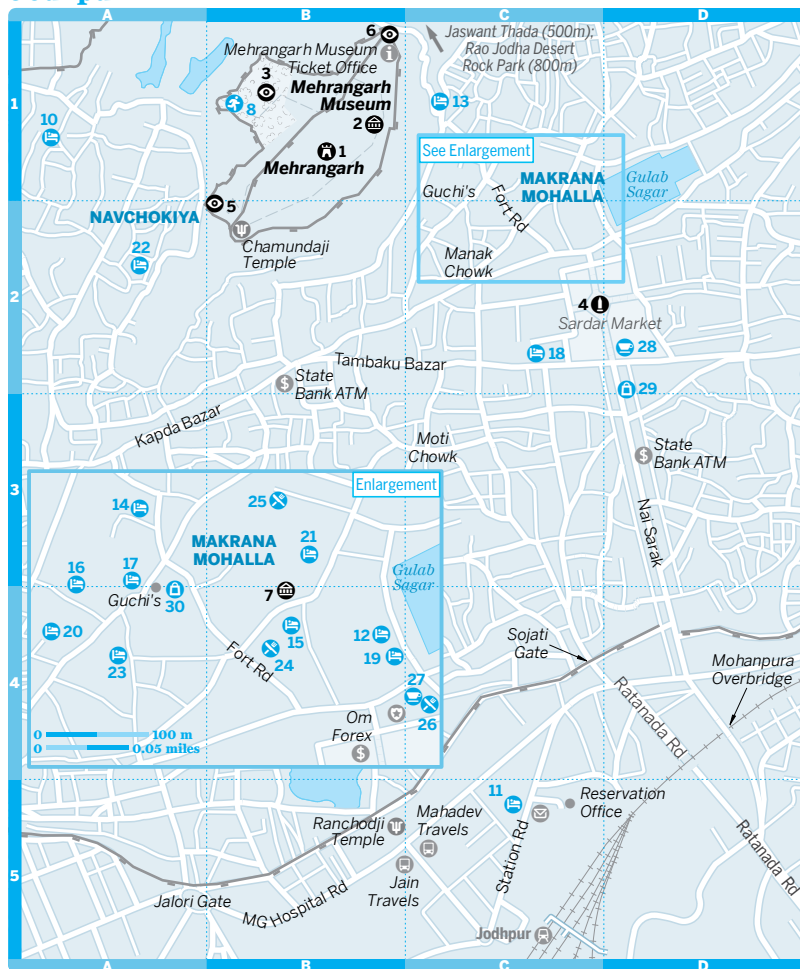 A
B
C
D
6
Jaswant Thada (500m);
Rao Jodha Desert
Rock Park (800m)
Mehrangarh Museum
Ticket Office
3
Mehrangarh
Museum
8
2
13
1
10
1
Mehrangarh
See Enlargement
MAKRANA
MOHALLA
Gulab
Sagar
Guchi's
Fort Rd
NAVCHOKIYA
5
Chamundaji
Temple
Manak
Chowk
22
2
4
Sardar Market
18
28
Tambaku Bazar
State
Bank ATM
29
Kapda Bazar
Moti
Chowk
State
Bank ATM
3
Enlargement
14
25
MAKRANA
MOHALLA
21
Nai Sarak
16
17
Gulab
Sagar
Guchi's
30
7
20
15
12
23
Fort Rd
24
19
Sojati
Gate
Mohanpura
Overbridge
4
27
26
Om
Forex
0
100 m
0
0.05 miles
Ratanada Rd
11
Reservation
Office
Ranchodji
Temple
Mahadev
Travels
Station Rd
Ratanada Rd
5
Jain
Travels
Jalori Gate
MG Hospital Rd
Jodhpur
A
B
C
D